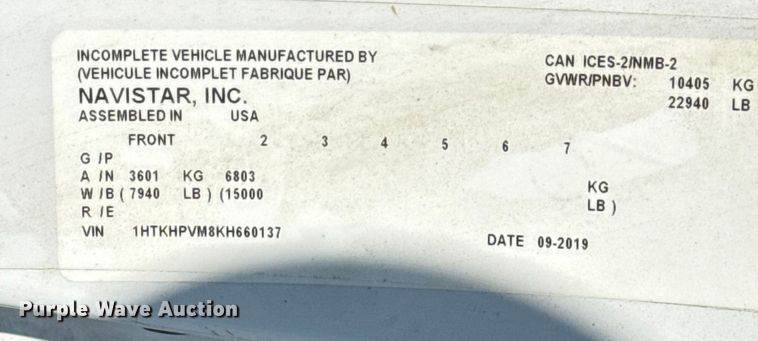 INCOMPLETE VEHICLE MANUFACTURED BY
(VEHICULE INCOMPLET FABRIQUE PAR)
NAVISTAR, INC.
ASSEMBLED IN USA
CAN ICES-2/NMB-2
GVWR/PNBV: 10405 KG
22940 LB
FRONT 2 3 4 5 6 7
G /P
A /N 3601 KG 6803 KG
W /B ( 7940 LB ) (15000 LB )
R /E
VIN 1HTKHPVM8KH660137
DATE 09-2019
Purple Wave Auction